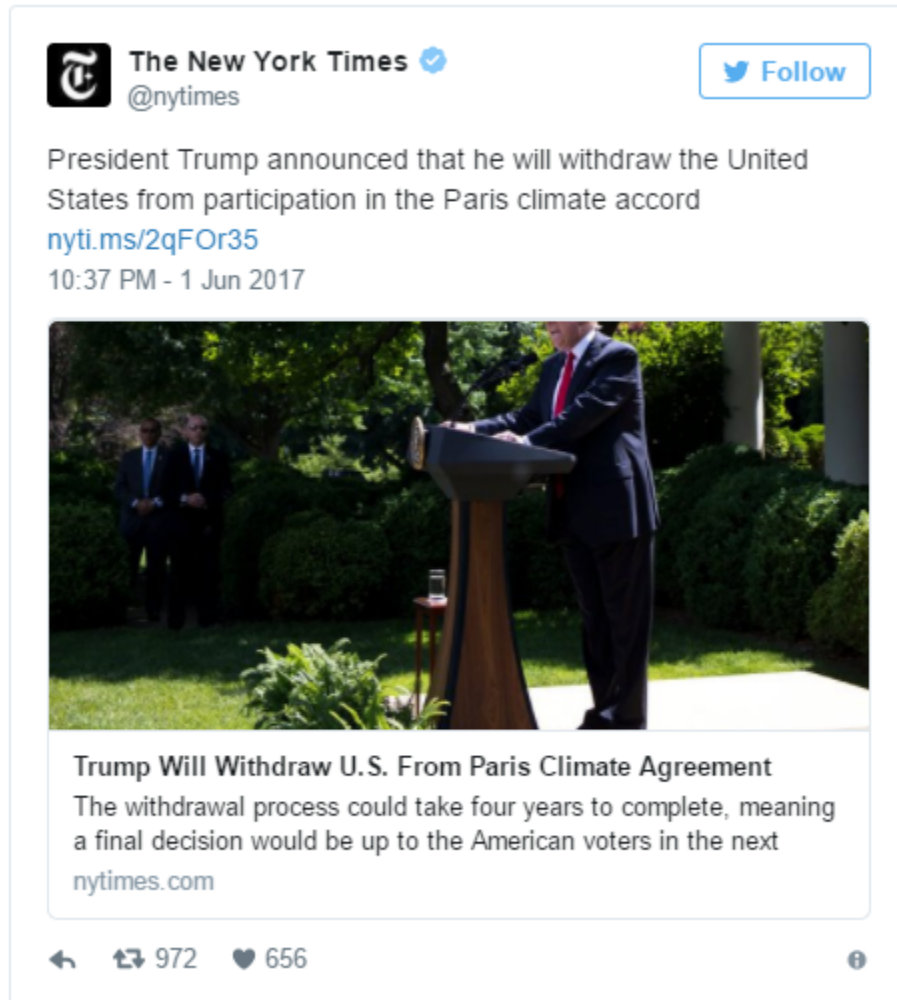 The New York Times
@nytimes
Follow
President Trump announced that he will withdraw the United
States from participation in the Paris climate accord
nyti.ms/2qFOr35
10:37 PM - 1 Jun 2017
Trump Will Withdraw U.S. From Paris Climate Agreement
The withdrawal process could take four years to complete, meaning
a final decision would be up to the American voters in the next
nytimes.com
972 656